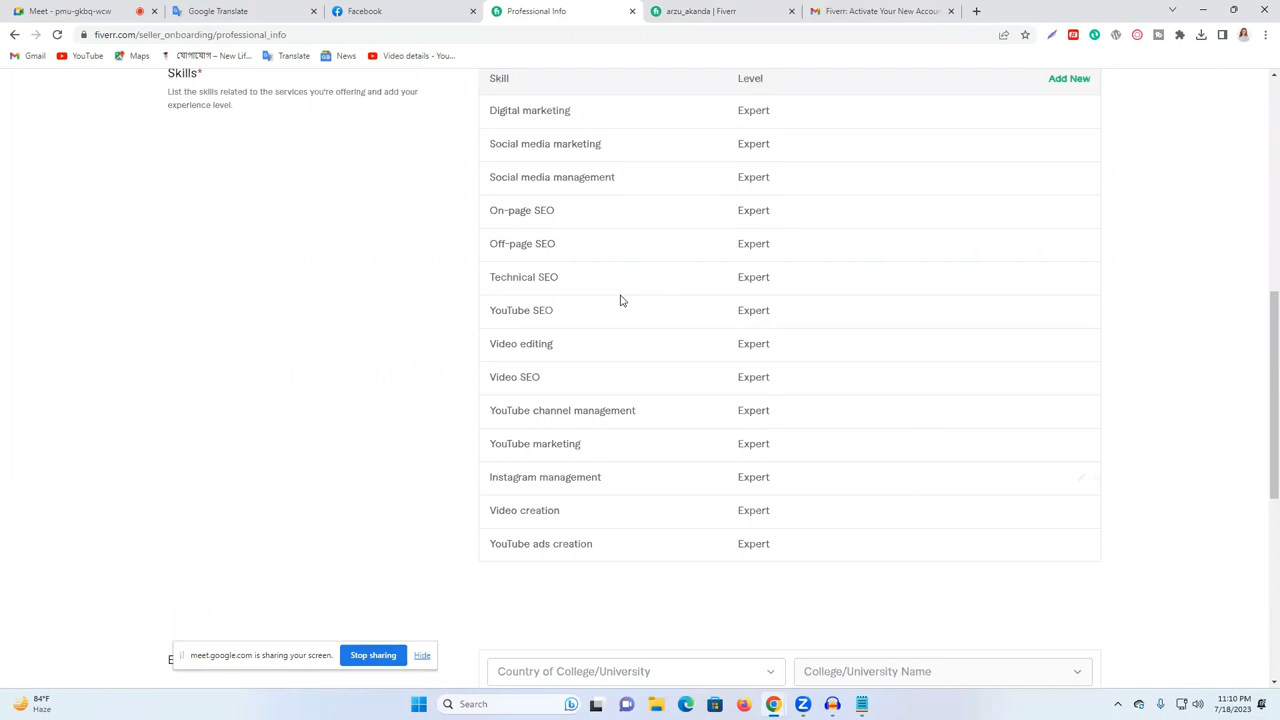 Meet - pmu-gkbq-wcw
Google Translate
Facebook
Professional Info
arzu_akanda | Fiverr
Fiverr: Activate Your New Accoun
fiverr.com/seller_onboarding/professional_info
Gmail
YouTube
Maps
যোগাযোগ – New Lif...
Translate
News
Video details - You...
Skills*
List the skills related to the services you're offering and add your
experience level.
Skill Level Add New
Digital marketing Expert
Social media marketing Expert
Social media management Expert
On-page SEO Expert
Off-page SEO Expert
Technical SEO Expert
YouTube SEO Expert
Video editing Expert
Video SEO Expert
YouTube channel management Expert
YouTube marketing Expert
Instagram management Expert
Video creation Expert
YouTube ads creation Expert
meet.google.com is sharing your screen. Stop sharing Hide
Country of College/University College/University Name
84°F
Haze
Search
11:10 PM
7/18/2023